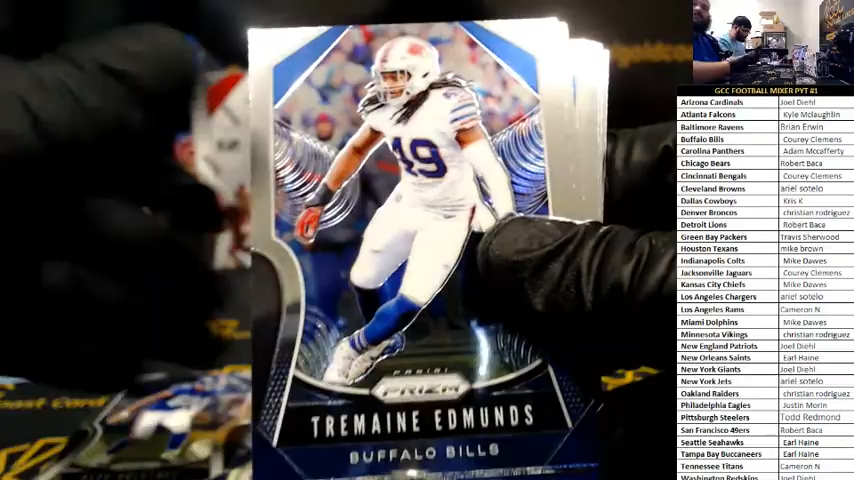 49
PANINI
PRIZM
TREMAINE EDMUNDS
BUFFALO BILLS
GCC FOOTBALL MIXER PYT #1
Arizona Cardinals Joel Diehl
Atlanta Falcons Kyle Mclaughlin
Baltimore Ravens Brian Erwin
Buffalo Bills Courey Clemens
Carolina Panthers Adam Mccafferty
Chicago Bears Robert Baca
Cincinnati Bengals Courey Clemens
Cleveland Browns ariel sotelo
Dallas Cowboys Kris K
Denver Broncos christian rodriguez
Detroit Lions Robert Baca
Green Bay Packers Travis Sherwood
Houston Texans mike brown
Indianapolis Colts Mike Dawes
Jacksonville Jaguars Courey Clemens
Kansas City Chiefs Mike Dawes
Los Angeles Chargers ariel sotelo
Los Angeles Rams Cameron N
Miami Dolphins Mike Dawes
Minnesota Vikings christian rodriguez
New England Patriots Joel Diehl
New Orleans Saints Earl Haine
New York Giants Joel Diehl
New York Jets ariel sotelo
Oakland Raiders christian rodriguez
Philadelphia Eagles Justin Morin
Pittsburgh Steelers Todd Redmond
San Francisco 49ers Robert Baca
Seattle Seahawks Earl Haine
Tampa Bay Buccaneers Earl Haine
Tennessee Titans Cameron N
Washington Redskins Joel Diehl